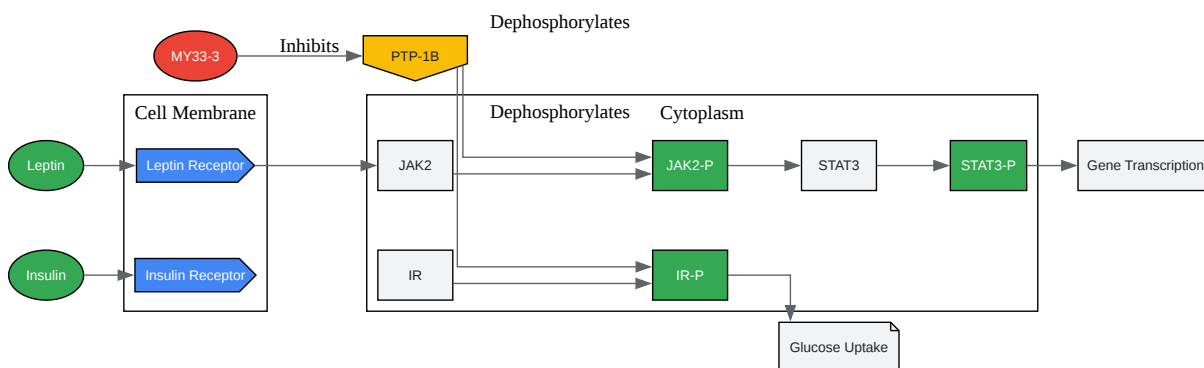 Dephosphorylates
MY33-3
Inhibits
PTP-1B
Cell Membrane
Dephosphorylates
Cytoplasm
Leptin
Leptin Receptor
JAK2
JAK2-P
STAT3
STAT3-P
Gene Transcription
Insulin
Insulin Receptor
IR
IR-P
Glucose Uptake